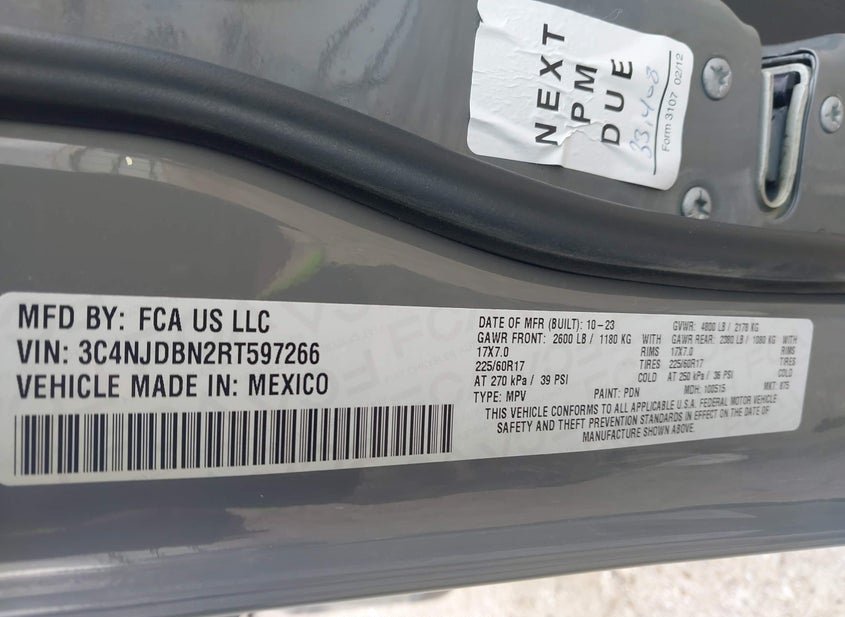 NEXT
PM
DUE
Form 3107 02/12
MFD BY: FCA US LLC
VIN: 3C4NJDBN2RT597266
VEHICLE MADE IN: MEXICO
DATE OF MFR (BUILT): 10-23 GVWR: 4800 LB / 2178 KG
GAWR FRONT: 2600 LB / 1180 KG WITH GAWR REAR: 2380 LB / 1080 KG WITH
17X7.0 RIMS 17X7.0 RIMS
225/60R17 TIRES 225/60R17 TIRES
AT 270 kPa / 39 PSI COLD AT 250 kPa / 36 PSI COLD
TYPE: MPV PAINT: PDN MDH: 100515 MKT: 875
THIS VEHICLE CONFORMS TO ALL APPLICABLE U.S.A. FEDERAL MOTOR VEHICLE
SAFETY AND THEFT PREVENTION STANDARDS IN EFFECT ON THE DATE OF
MANUFACTURE SHOWN ABOVE.